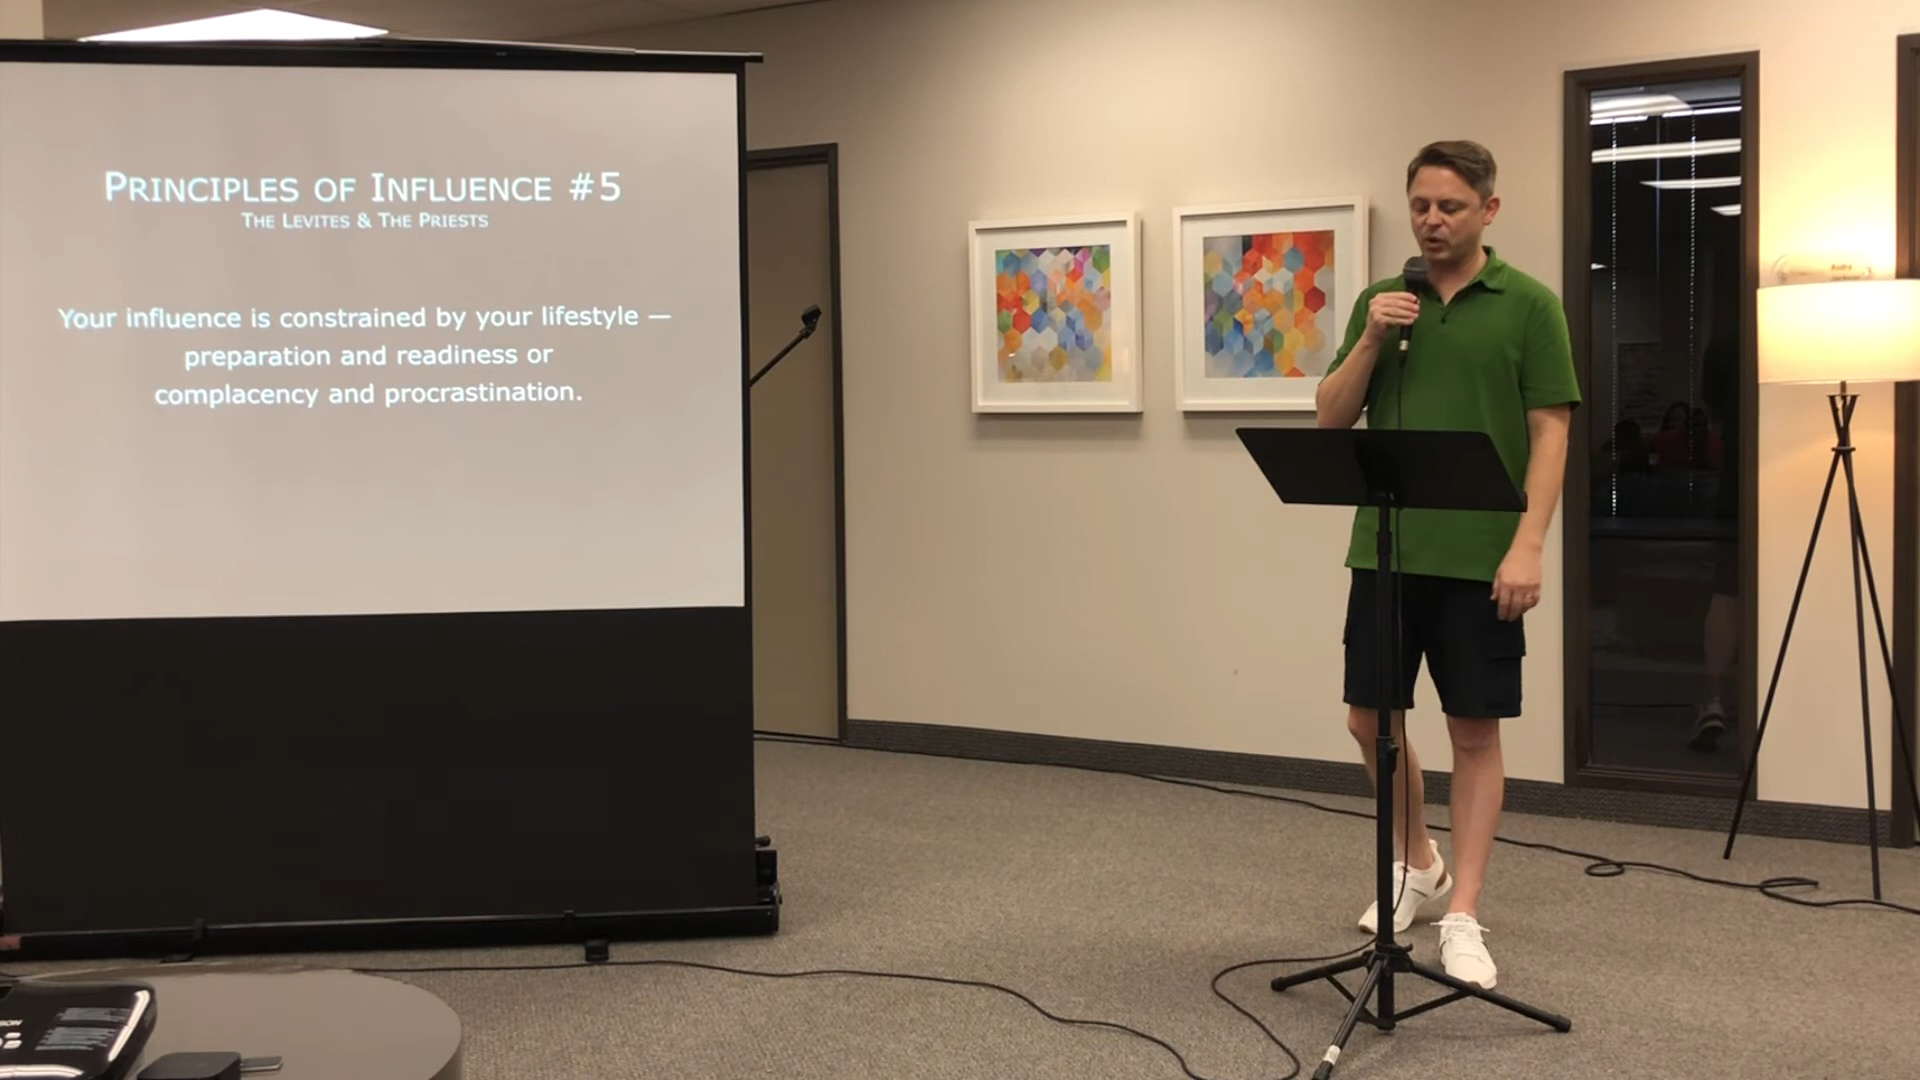 PRINCIPLES OF INFLUENCE #5
THE LEVITES & THE PRIESTS
Your influence is constrained by your lifestyle —
preparation and readiness or
complacency and procrastination.